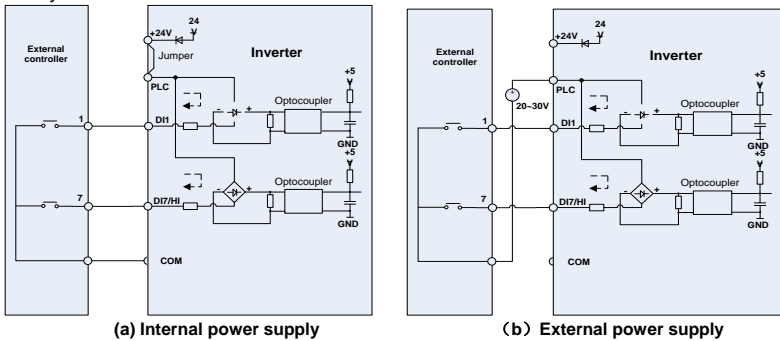 +24V
24
V
External
controller
Jumper
Inverter
PLC
+5
V
1
DI1
- +
Optocoupler
GND
+5
V
Optocoupler
- +
7
DI7/HI
GND
COM
(a) Internal power supply
+24V
24
V
External
controller
Inverter
PLC
+5
V
20~30V
1
DI1
- +
Optocoupler
GND
+5
V
Optocoupler
- +
7
DI7/HI
GND
COM
（b）External power supply